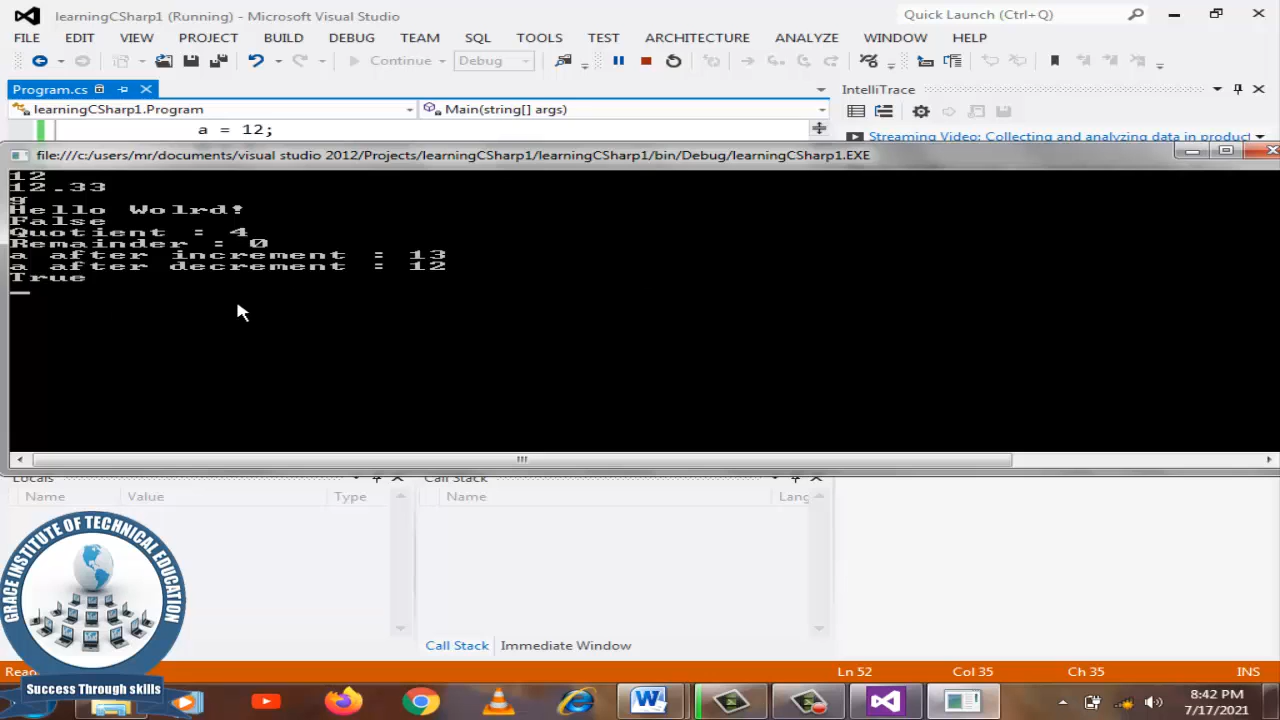 learningCSharp1 (Running) - Microsoft Visual Studio
Quick Launch (Ctrl+Q)
FILE EDIT VIEW PROJECT BUILD DEBUG TEAM SQL TOOLS TEST ARCHITECTURE ANALYZE WINDOW HELP
Continue Debug
Program.cs
IntelliTrace
learningCSharp1.Program
Main(string[] args)
Streaming Video: Collecting and analyzing data in product
a = 12;
file:///c:/users/mr/documents/visual studio 2012/Projects/learningCSharp1/learningCSharp1/bin/Debug/learningCSharp1.EXE
12
12.33
g
Hello Wolrd!
False
Quotient : 4
Remainder : 0
a after increment : 13
a after decrement : 12
True
Locals
Call Stack
Name Value Type
Name Lang
GRACE INSTITUTE OF TECHNICAL EDUCATION
Success Through skills
Call Stack Immediate Window
Ln 52 Col 35 Ch 35 INS
8:42 PM
7/17/2021